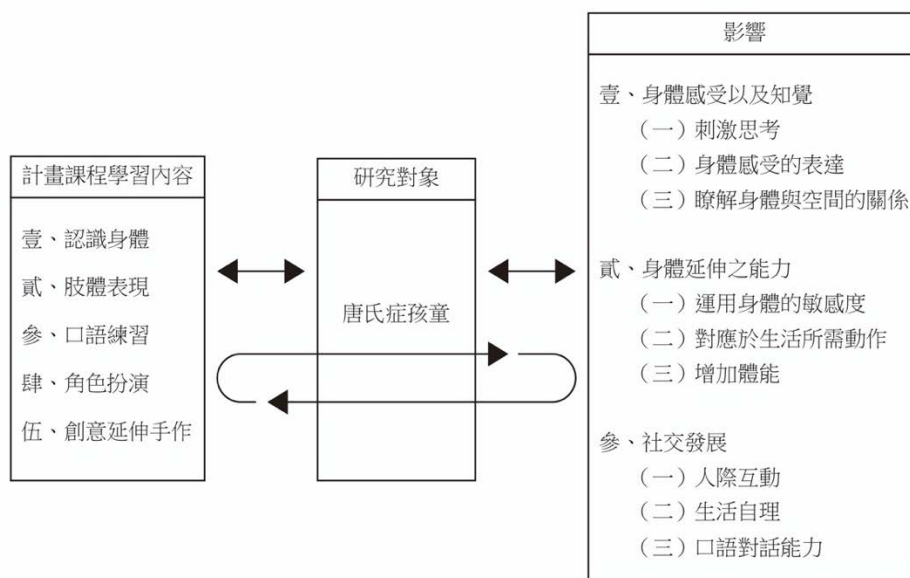 計畫課程學習內容
壹、認識身體
貳、肢體表現
參、口語練習
肆、角色扮演
伍、創意延伸手作
研究對象
唐氏症孩童
影響
壹、身體感受以及知覺
（一）刺激思考
（二）身體感受的表達
（三）瞭解身體與空間的關係
貳、身體延伸之能力
（一）運用身體的敏感度
（二）對應於生活所需動作
（三）增加體能
參、社交發展
（一）人際互動
（二）生活自理
（三）口語對話能力